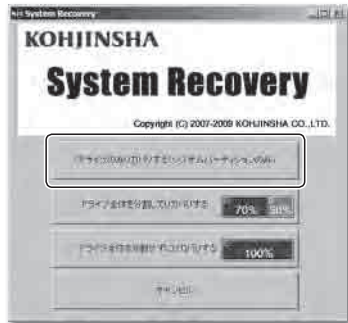 System Recovery
KOHJINSHA
System Recovery
Copyright (C) 2007-2009 KOHJINSHA CO.,LTD.
ドライブ全体を分割してリカバリする 70% 30%
ドライブ全体を分割せずにリカバリする 100%
キャンセル